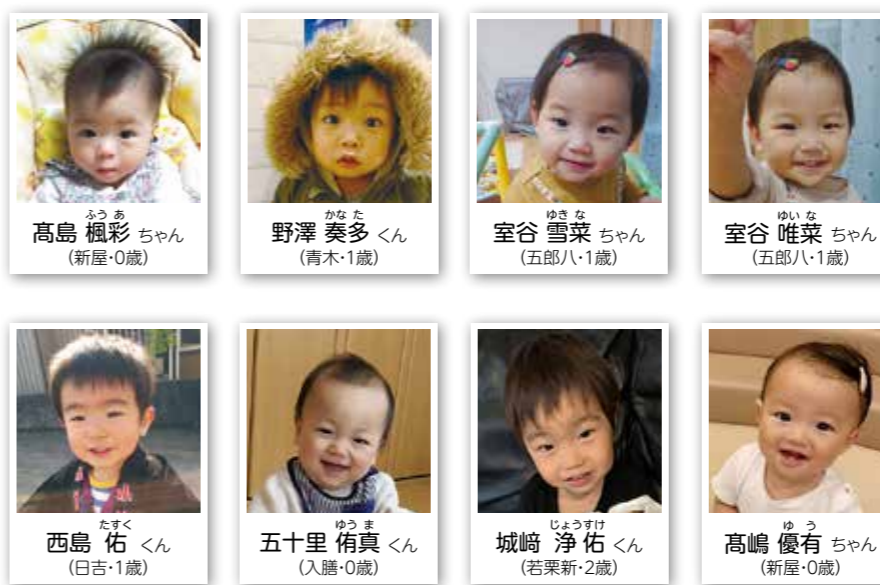 ふう あ
髙島 楓彩 ちゃん
(新屋・0歳)
かな た
野澤 奏多 くん
(青木・1歳)
ゆき な
室谷 雪菜 ちゃん
(五郎八・1歳)
ゆい な
室谷 唯菜 ちゃん
(五郎八・1歳)
たすく
西島 佑 くん
(日吉・1歳)
ゆう ま
五十里 侑真 くん
(入膳・0歳)
じょうすけ
城﨑 浄佑 くん
(若栗新・2歳)
ゆ う
髙嶋 優有 ちゃん
(新屋・0歳)